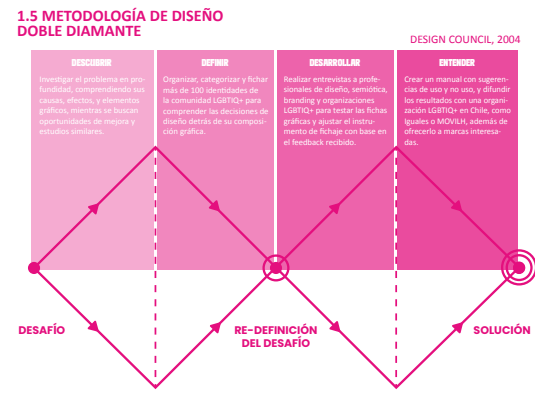 1.5 METODOLOGÍA DE DISEÑO
DOBLE DIAMANTE
DESIGN COUNCIL, 2004
DESCUBRIR
Investigar el problema en pro-
fundidad, comprendiendo sus
causas, efectos, y elementos
gráficos, mientras se buscan
oportunidades de mejora y
estudios similares.
DEFINIR
Organizar, categorizar y fichar
más de 100 identidades de
la comunidad LGBTIQ+ para
comprender las decisiones de
diseño detrás de su composi-
ción gráfica.
DESARROLLAR
Realizar entrevistas a profe-
sionales de diseño, semiótica,
branding y organizaciones
LGBTIQ+ para testar las fichas
gráficas y ajustar el instru-
mento de fichaje con base en
el feedback recibido.
ENTENDER
Crear un manual con sugeren-
cias de uso y no uso, y difundir
los resultados con una organi-
zación LGBTIQ+ en Chile, como
Iguales o MOVILH, además de
ofrecerlo a marcas interesa-
das.
DESAFÍO
RE-DEFINICIÓN
DEL DESAFÍO
SOLUCIÓN